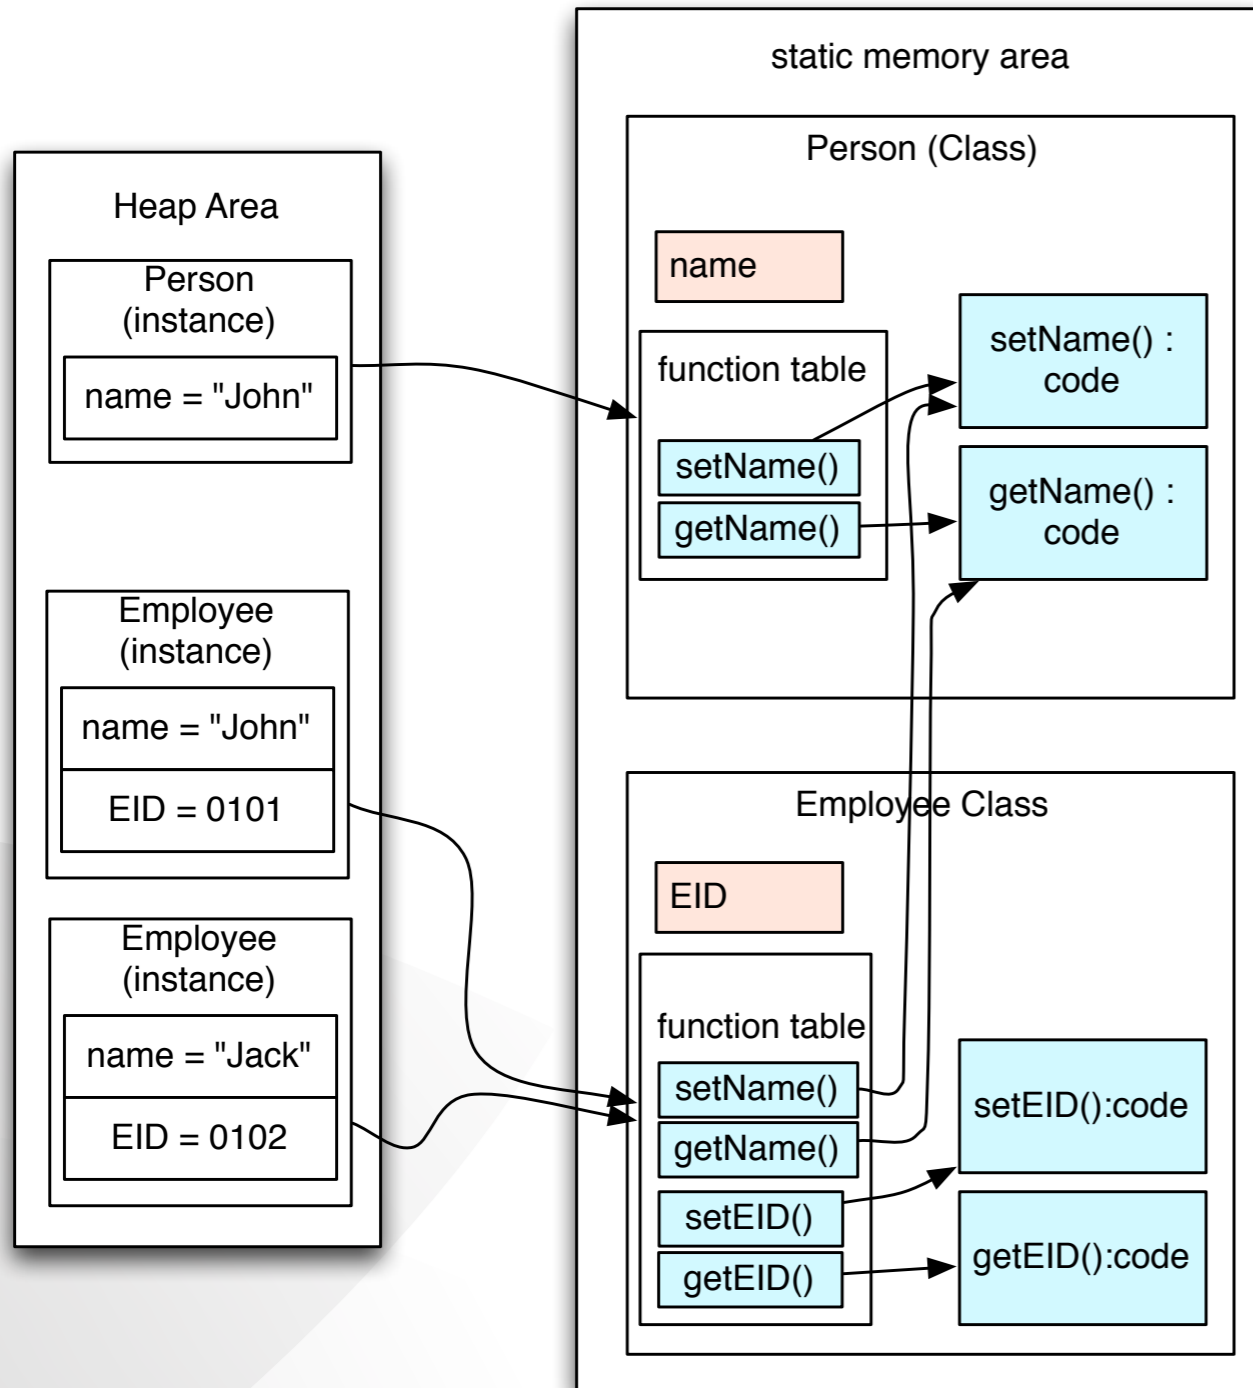 Heap Area
Person
(instance)
name = "John"
Employee
(instance)
name = "John"
EID = 0101
Employee
(instance)
name = "Jack"
EID = 0102
static memory area
Person (Class)
name
function table
setName()
getName()
setName() :
code
getName() :
code
Employee Class
EID
function table
setName()
getName()
setEID()
getEID()
setEID():code
getEID():code